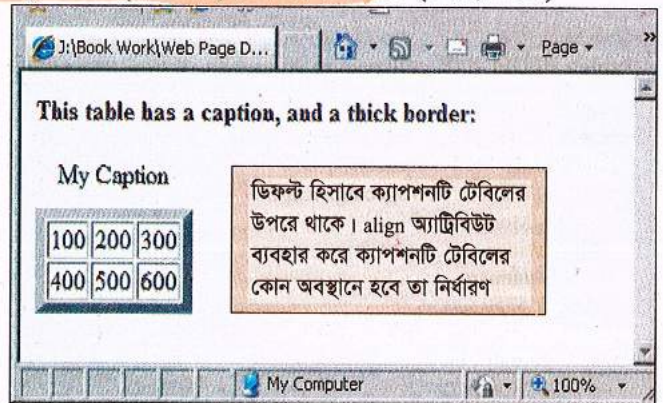 J:\Book Work\Web Page D...
Page
»
This table has a caption, and a thick border:
My Caption
100 200 300
400 500 600
ডিফল্ট হিসাবে ক্যাপশনটি টেবিলের
উপরে থাকে। align অ্যাট্রিবিউট
ব্যবহার করে ক্যাপশনটি টেবিলের
কোন অবস্থানে হবে তা নির্ধারণ
My Computer
100%